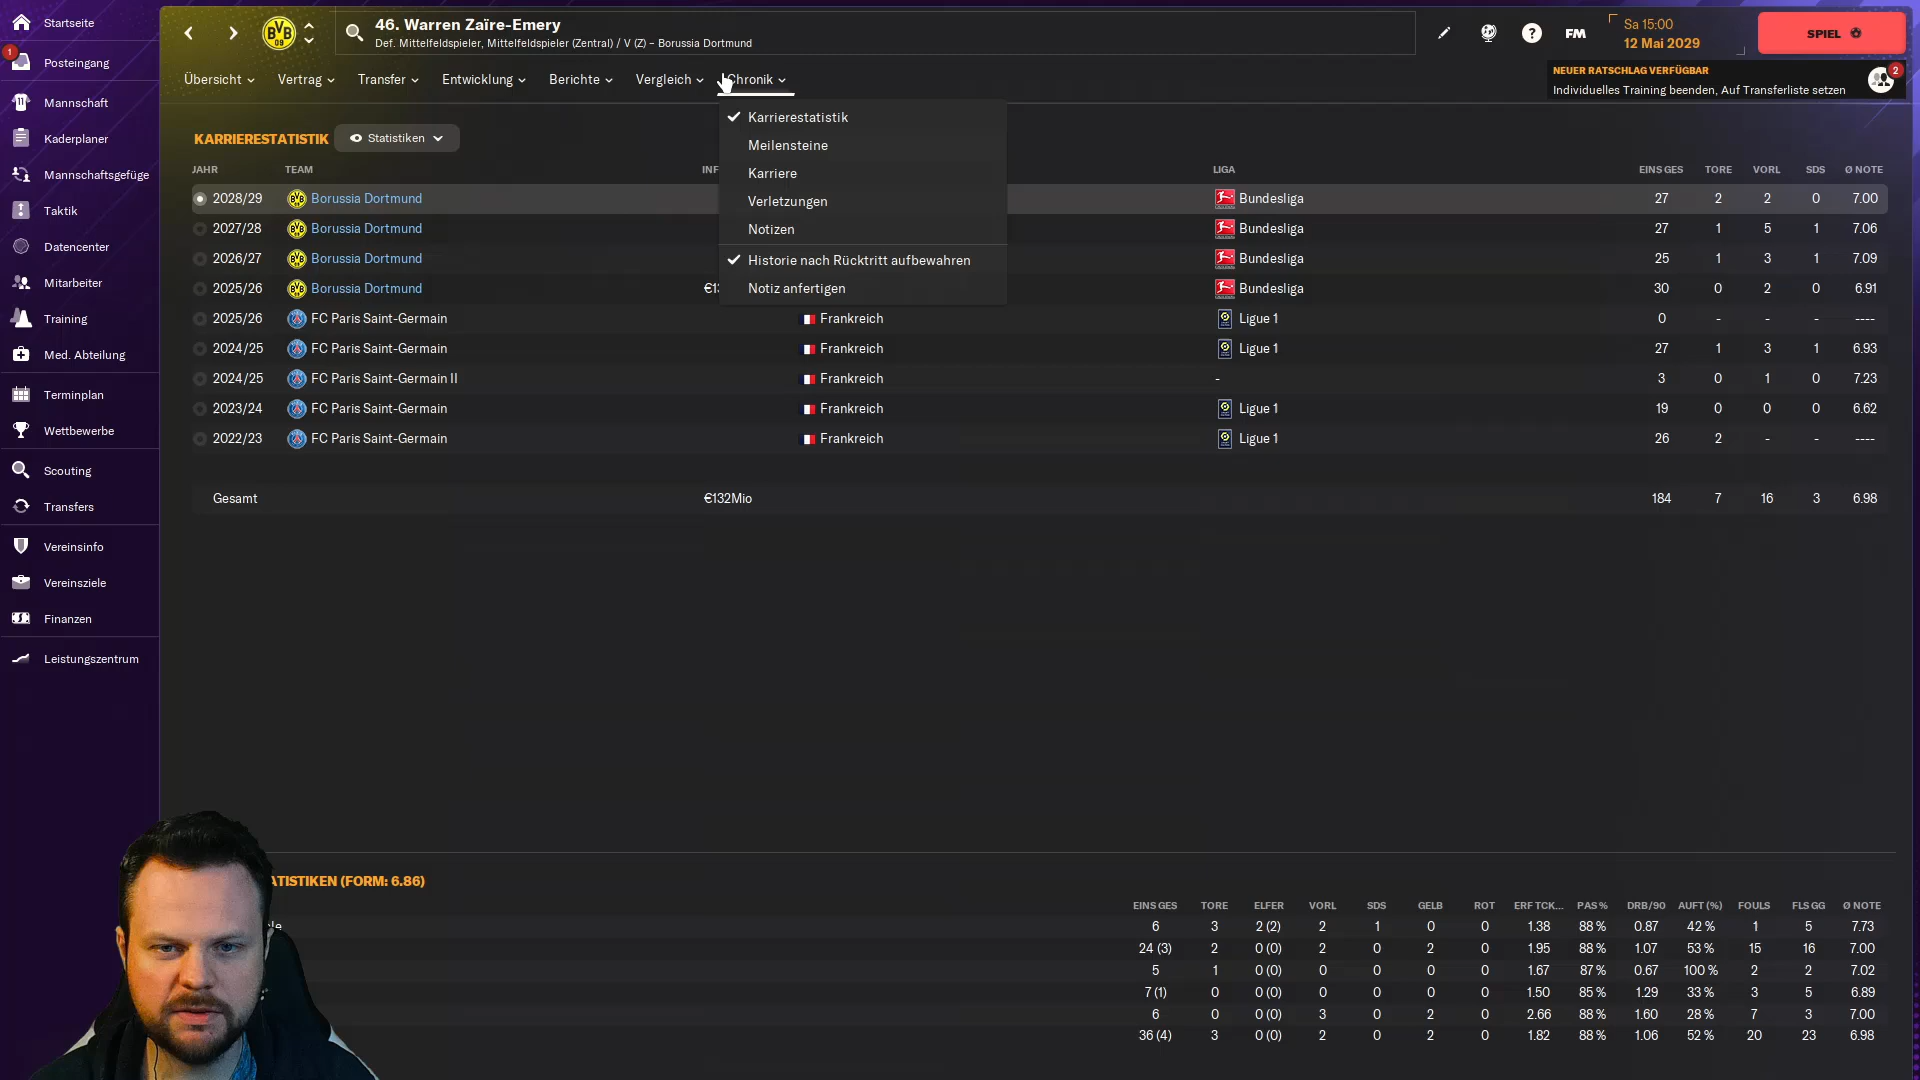 Startseite
1
Posteingang
Mannschaft
Kaderplaner
Mannschaftsgefüge
Taktik
Datencenter
Mitarbeiter
Training
Med. Abteilung
Terminplan
Wettbewerbe
Scouting
Transfers
Vereinsinfo
Vereinsziele
Finanzen
Leistungszentrum
BVB 09
46. Warren Zaïre-Emery
Def. Mittelfeldspieler, Mittelfeldspieler (Zentral) / V (Z) – Borussia Dortmund
?
FM
Sa 15:00
12 Mai 2029
SPIEL
NEUER RATSCHLAG VERFÜGBAR
Individuelles Training beenden, Auf Transferliste setzen
2
Übersicht Vertrag Transfer Entwicklung Berichte Vergleich Chronik
Karrierestatistik
Meilensteine
Karriere
Verletzungen
Notizen
Historie nach Rücktritt aufbewahren
Notiz anfertigen
KARRIERESTATISTIK Statistiken
JAHR TEAM INF LIGA EINS GES TORE VORL SDS Ø NOTE
2028/29 Borussia Dortmund Bundesliga 27 2 2 0 7.00
2027/28 Borussia Dortmund Bundesliga 27 1 5 1 7.06
2026/27 Borussia Dortmund Bundesliga 25 1 3 1 7.09
2025/26 Borussia Dortmund €13 Bundesliga 30 0 2 0 6.91
2025/26 FC Paris Saint-Germain Frankreich Ligue 1 0 - - - ----
2024/25 FC Paris Saint-Germain Frankreich Ligue 1 27 1 3 1 6.93
2024/25 FC Paris Saint-Germain II Frankreich - 3 0 1 0 7.23
2023/24 FC Paris Saint-Germain Frankreich Ligue 1 19 0 0 0 6.62
2022/23 FC Paris Saint-Germain Frankreich Ligue 1 26 2 - - ----
Gesamt €132Mio 184 7 16 3 6.98
ATISTIKEN (FORM: 6.86)
EINS GES TORE ELFER VORL SDS GELB ROT ERF TCK... PAS % DRB/90 AUFT (%) FOULS FLS GG Ø NOTE
le 6 3 2 (2) 2 1 0 0 1.38 88 % 0.87 42 % 1 5 7.73
24 (3) 2 0 (0) 2 0 2 0 1.95 88 % 1.07 53 % 15 16 7.00
5 1 0 (0) 0 0 0 0 1.67 87 % 0.67 100 % 2 2 7.02
7 (1) 0 0 (0) 0 0 0 0 1.50 85 % 1.29 33 % 3 5 6.89
6 0 0 (0) 3 0 2 0 2.66 88 % 1.60 28 % 7 3 7.00
36 (4) 3 0 (0) 2 0 2 0 1.82 88 % 1.06 52 % 20 23 6.98